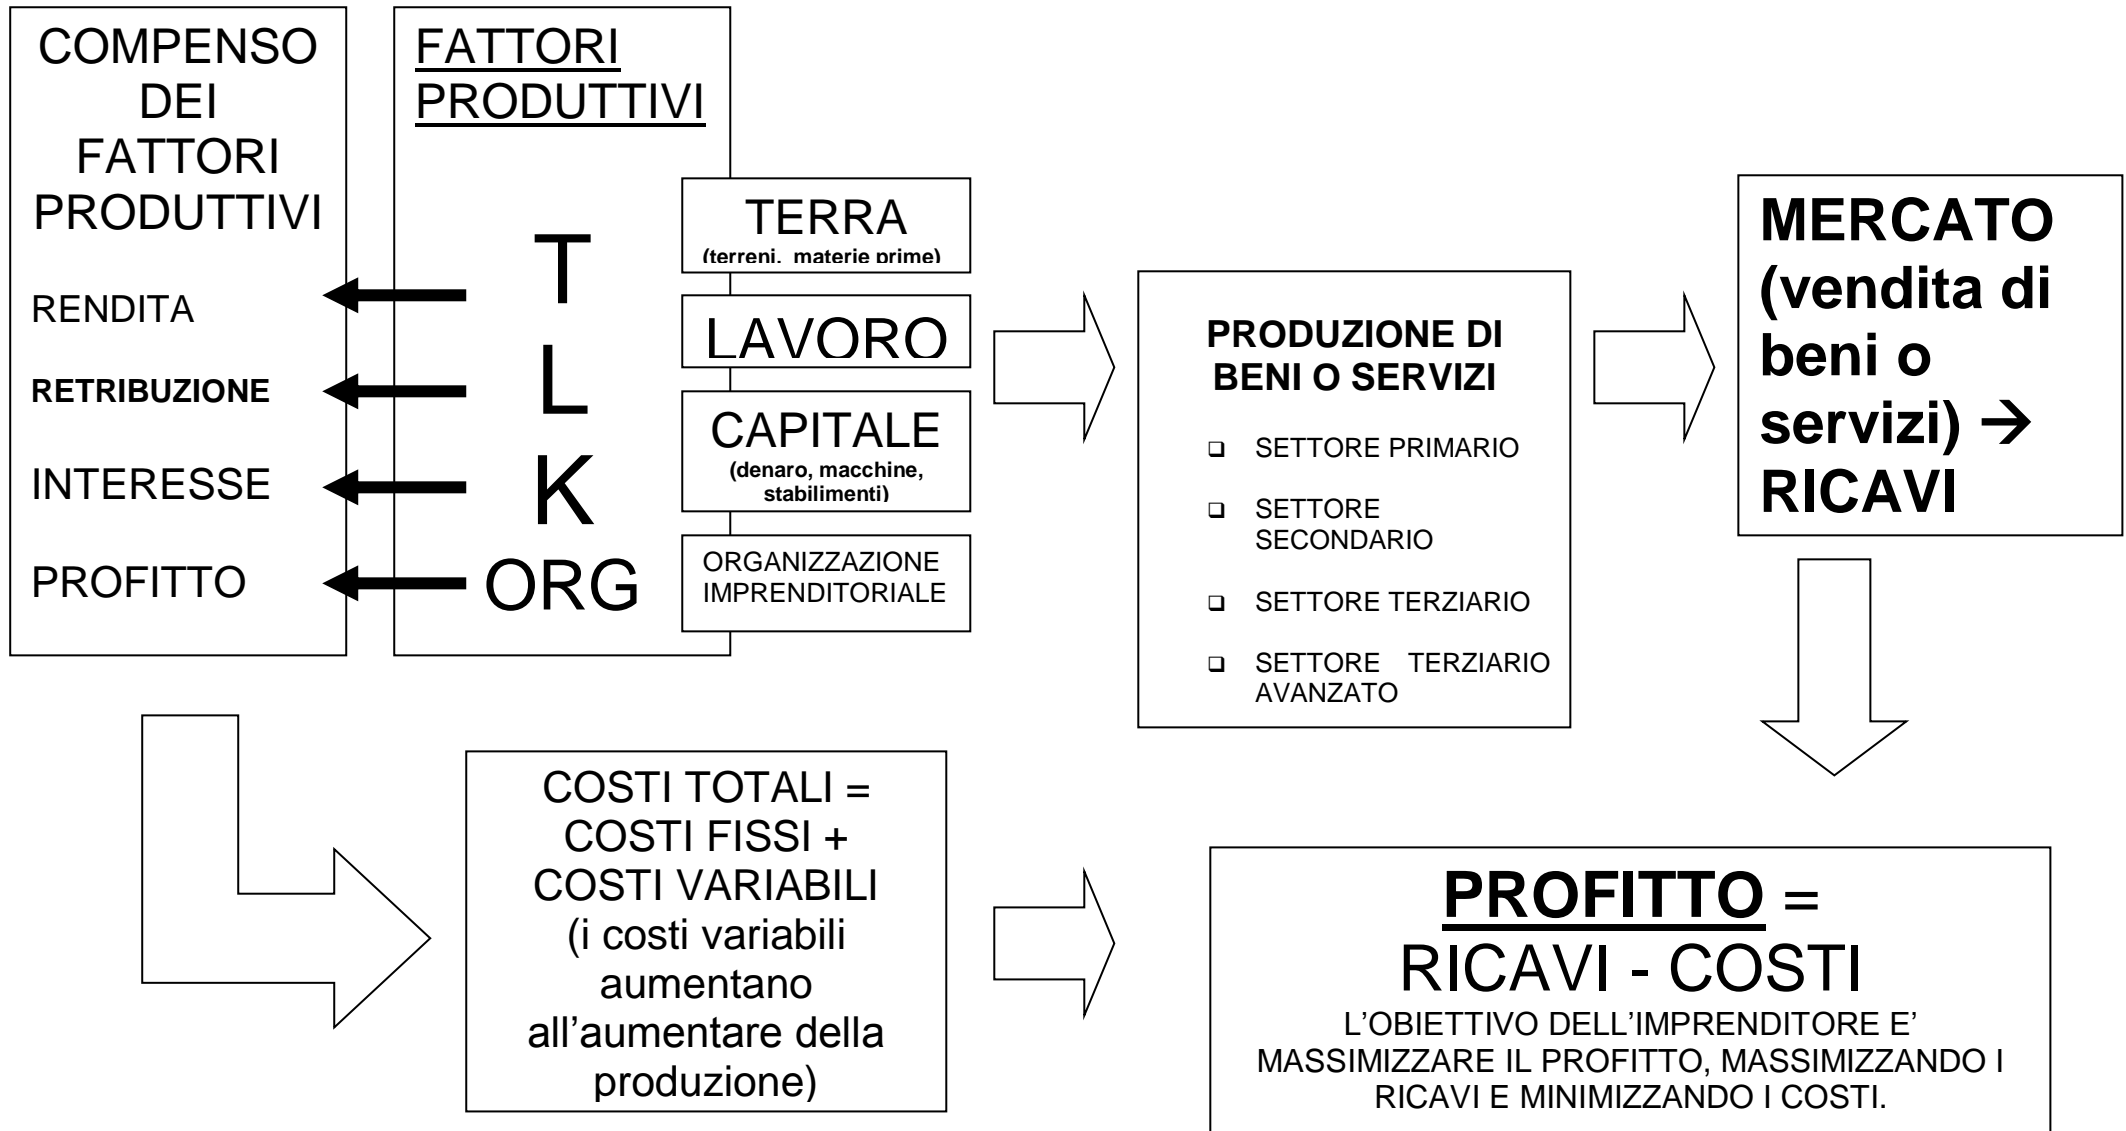 COMPENSO
DEI
FATTORI
PRODUTTIVI
RENDITA
RETRIBUZIONE
INTERESSE
PROFITTO
FATTORI
PRODUTTIVI
T
L
K
ORG
TERRA
(terreni, materie prime)
LAVORO
CAPITALE
(denaro, macchine,
stabilimenti)
ORGANIZZAZIONE
IMPRENDITORIALE
PRODUZIONE DI
BENI O SERVIZI
❑ SETTORE PRIMARIO
❑ SETTORE
SECONDARIO
❑ SETTORE TERZIARIO
❑ SETTORE TERZIARIO
AVANZATO
MERCATO
(vendita di
beni o
servizi) →
RICAVI
COSTI TOTALI =
COSTI FISSI +
COSTI VARIABILI
(i costi variabili
aumentano
all’aumentare della
produzione)
PROFITTO =
RICAVI - COSTI
L’OBIETTIVO DELL’IMPRENDITORE E’
MASSIMIZZARE IL PROFITTO, MASSIMIZZANDO I
RICAVI E MINIMIZZANDO I COSTI.